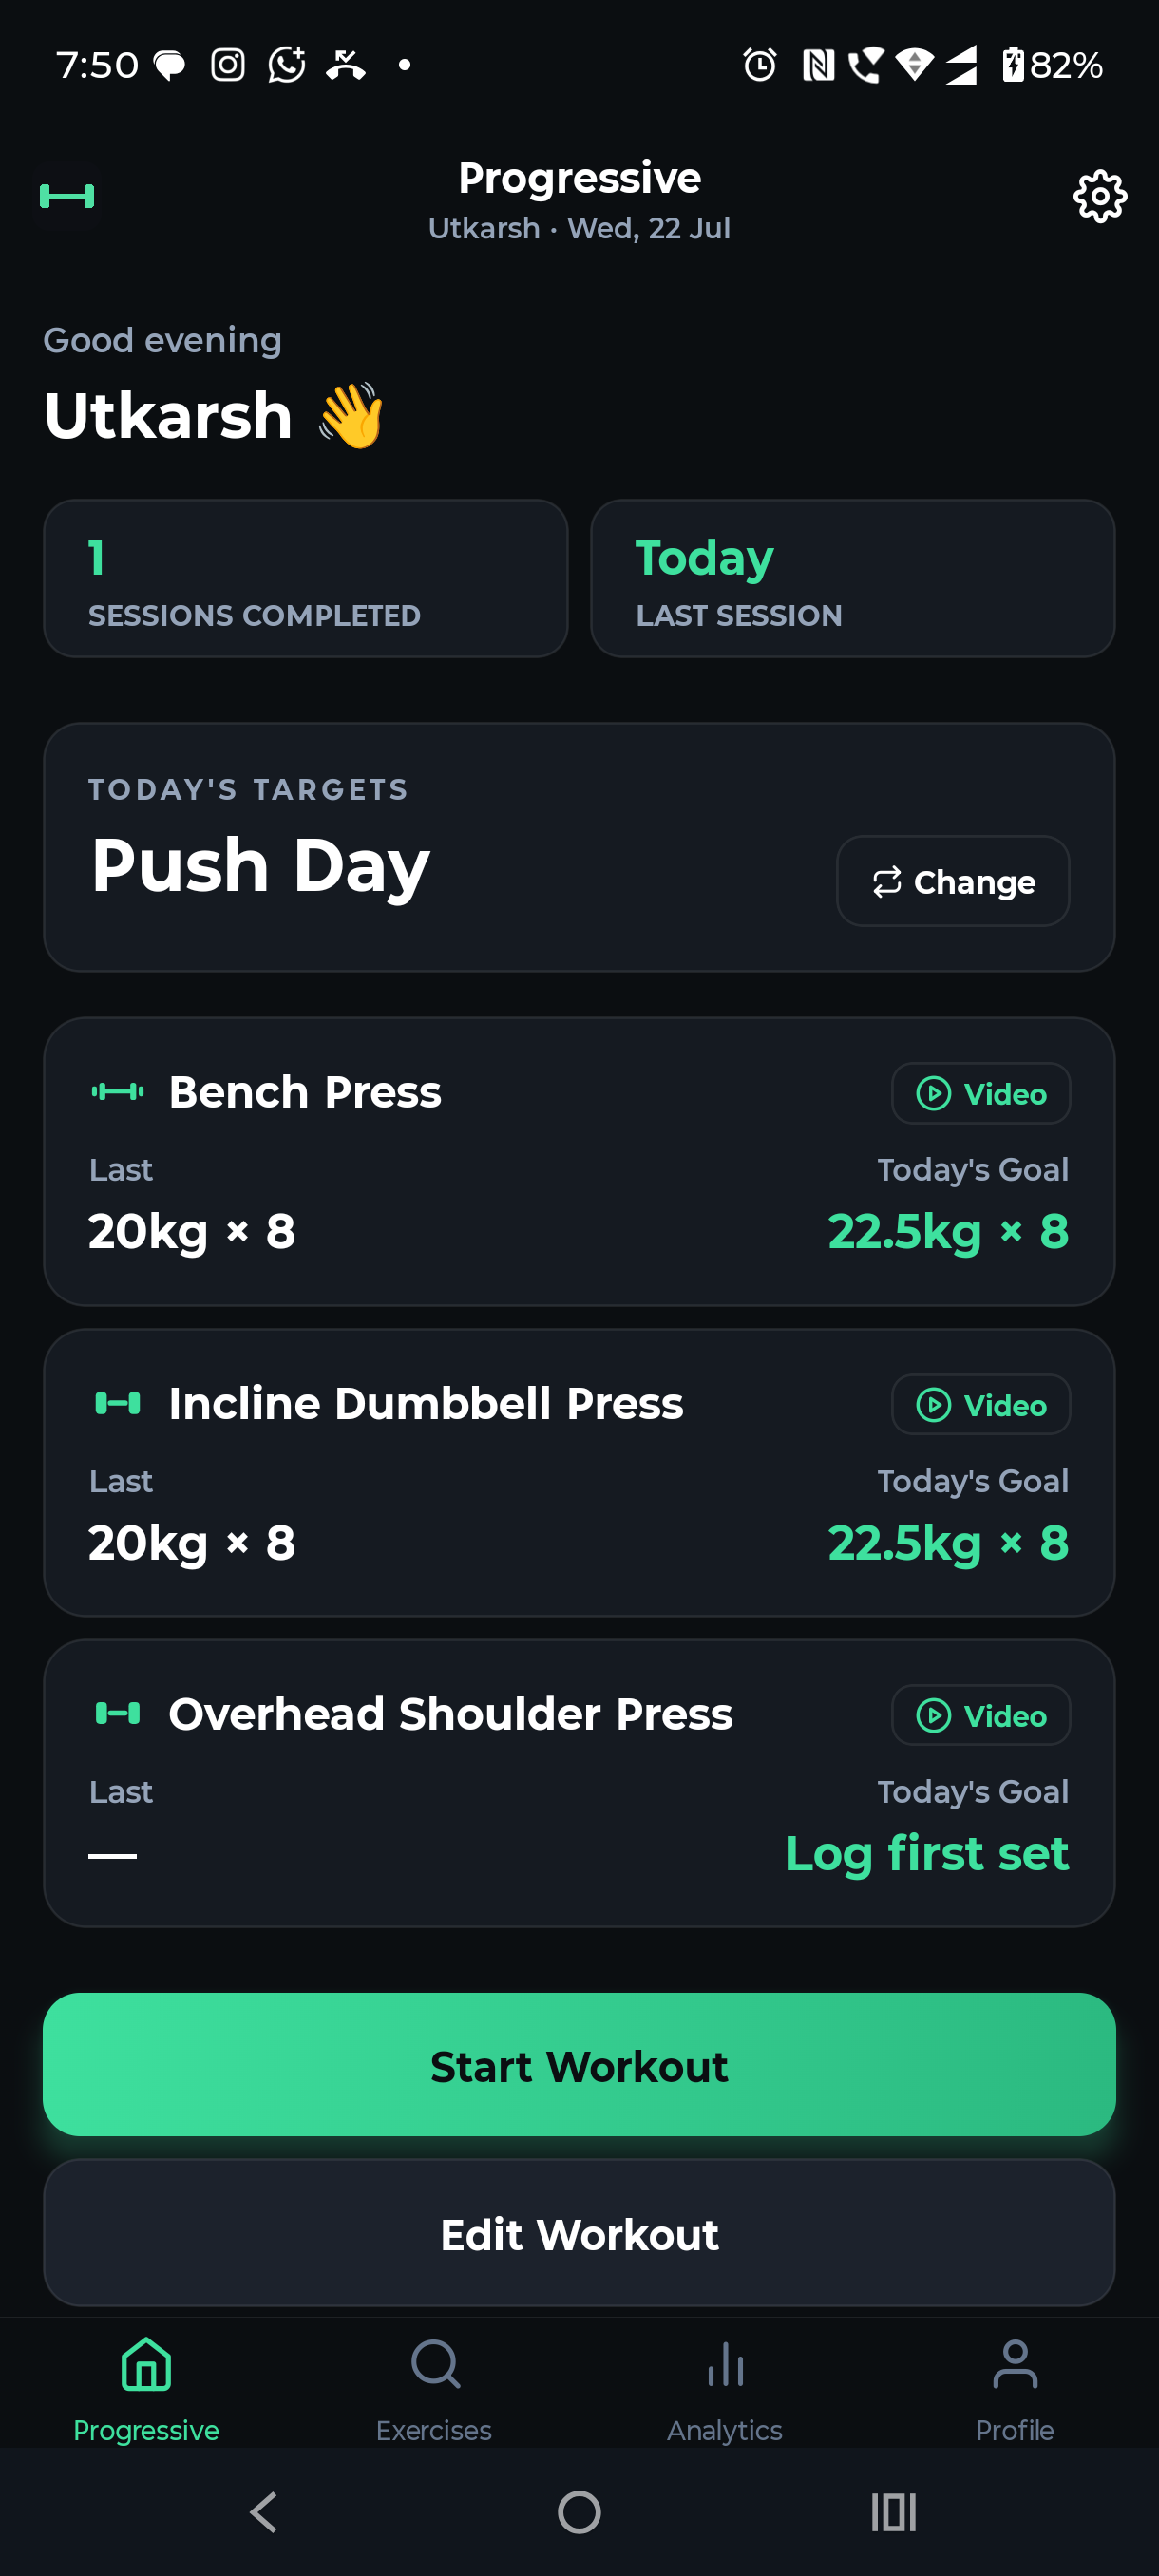 7:50
82%
Progressive
Utkarsh · Wed, 22 Jul
Good evening
Utkarsh 👋
1
SESSIONS COMPLETED
Today
LAST SESSION
TODAY'S TARGETS
Push Day
Change
Bench Press
Video
Last
Today's Goal
20kg × 8
22.5kg × 8
Incline Dumbbell Press
Video
Last
Today's Goal
20kg × 8
22.5kg × 8
Overhead Shoulder Press
Video
Last
Today's Goal
—
Log first set
Start Workout
Edit Workout
Progressive
Exercises
Analytics
Profile